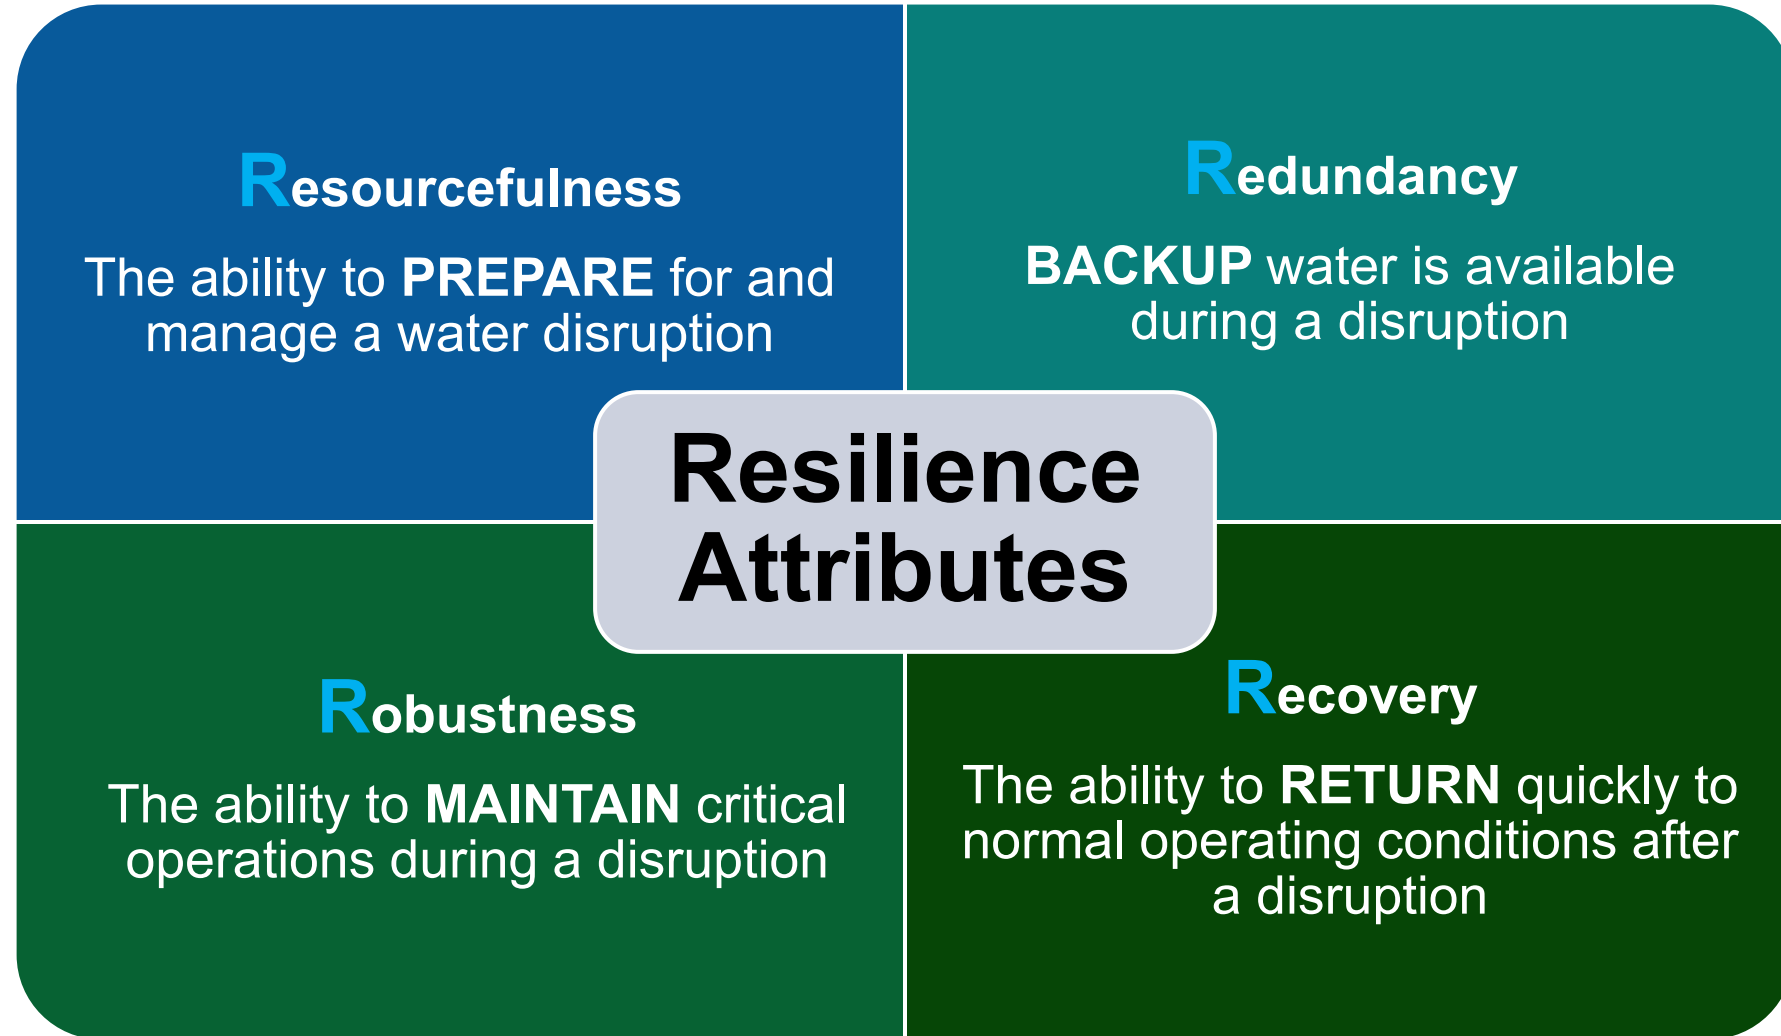 Resourcefulness
The ability to PREPARE for and
manage a water disruption
Redundancy
BACKUP water is available
during a disruption
Resilience
Attributes
Robustness
The ability to MAINTAIN critical
operations during a disruption
Recovery
The ability to RETURN quickly to
normal operating conditions after
a disruption